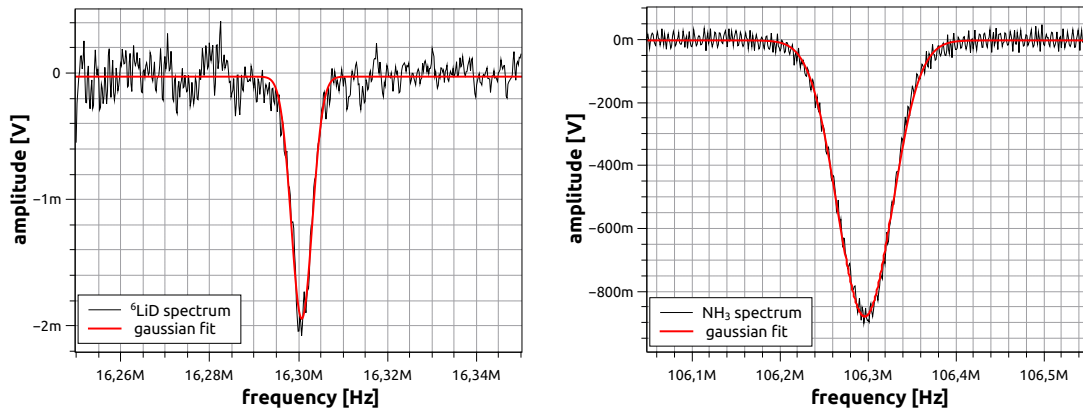 amplitude [V]
0
−1m
−2m
⁶LiD spectrum
gaussian fit
16,26M 16,28M 16,30M 16,32M 16,34M
frequency [Hz]
amplitude [V]
0m
−200m
−400m
−600m
−800m
NH₃ spectrum
gaussian fit
106,1M 106,2M 106,3M 106,4M 106,5M
frequency [Hz]